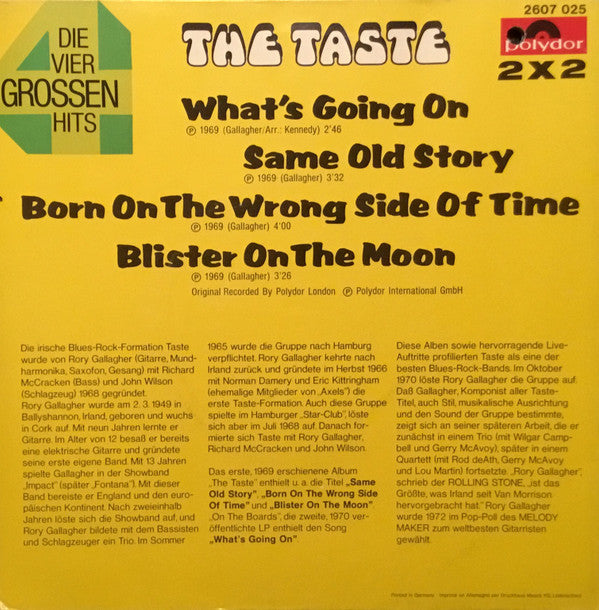 2607 025
DIE
VIER
GROSSEN
HITS
THE TASTE
polydor
2 X 2
What's Going On
℗ 1969 (Gallagher/Arr.: Kennedy) 2'46
Same Old Story
℗ 1969 (Gallagher) 3'32
Born On The Wrong Side Of Time
℗ 1969 (Gallagher) 4'00
Blister On The Moon
℗ 1969 (Gallagher) 3'26
Original Recorded By Polydor London ℗ Polydor International GmbH
Die irische Blues-Rock-Formation Taste
wurde von Rory Gallagher (Gitarre, Mund-
harmonika, Saxofon, Gesang) mit Richard
McCracken (Bass) und John Wilson
(Schlagzeug) 1968 gegründet.
Rory Gallagher wurde am 2. 3. 1949 in
Ballyshannon, Irland, geboren und wuchs
in Cork auf. Mit neun Jahren lernte er
Gitarre. Im Alter von 12 besaß er bereits
eine elektrische Gitarre und gründete
seine erste eigene Band. Mit 13 Jahren
spielte Gallagher in der Showband
„Impact" (später „Fontana"). Mit dieser
Band bereiste er England und den euro-
päischen Kontinent. Nach zweieinhalb
Jahren löste sich die Showband auf, und
Rory Gallagher bildete mit dem Bassisten
und Schlagzeuger ein Trio. Im Sommer
1965 wurde die Gruppe nach Hamburg
verpflichtet. Rory Gallagher kehrte nach
Irland zurück und gründete im Herbst 1966
mit Norman Damery und Eric Kittringham
(ehemalige Mitglieder von „Axels") die
erste Taste-Formation. Auch diese Gruppe
spielte im Hamburger „Star-Club", löste
sich aber im Juli 1968 auf. Danach for-
mierte sich Taste mit Rory Gallagher,
Richard McCracken und John Wilson.
Das erste, 1969 erschienene Album
„The Taste" enthielt u. a. die Titel „Same
Old Story", „Born On The Wrong Side
Of Time" und „Blister On The Moon".
„On The Boards", die zweite, 1970 ver-
öffentlichte LP enthielt den Song
„What's Going On".
Diese Alben sowie hervorragende Live-
Auftritte profilierten Taste als eine der
besten Blues-Rock-Bands. Im Oktober
1970 löste Gallagher die Gruppe auf.
Daß Gallagher, Komponist aller Taste-
Titel, auch Stil, musikalische Ausrichtung
und den Sound der Gruppe bestimmte,
zeigt sich an seiner späteren Arbeit, die er
zunächst in einem Trio (mit Wilgar Camp-
bell und Gerry McAvoy), später in einem
Quartett (mit Rod deAth, Gerry McAvoy
und Lou Martin) fortsetzte. „Rory Gallagher",
schrieb der ROLLING STONE, „ist das
Größte, was Irland seit Van Morrison
hervorgebracht hat." Rory Gallagher
wurde 1972 im Pop-Poll des MELODY
MAKER zum weltbesten Gitarristen
gewählt.